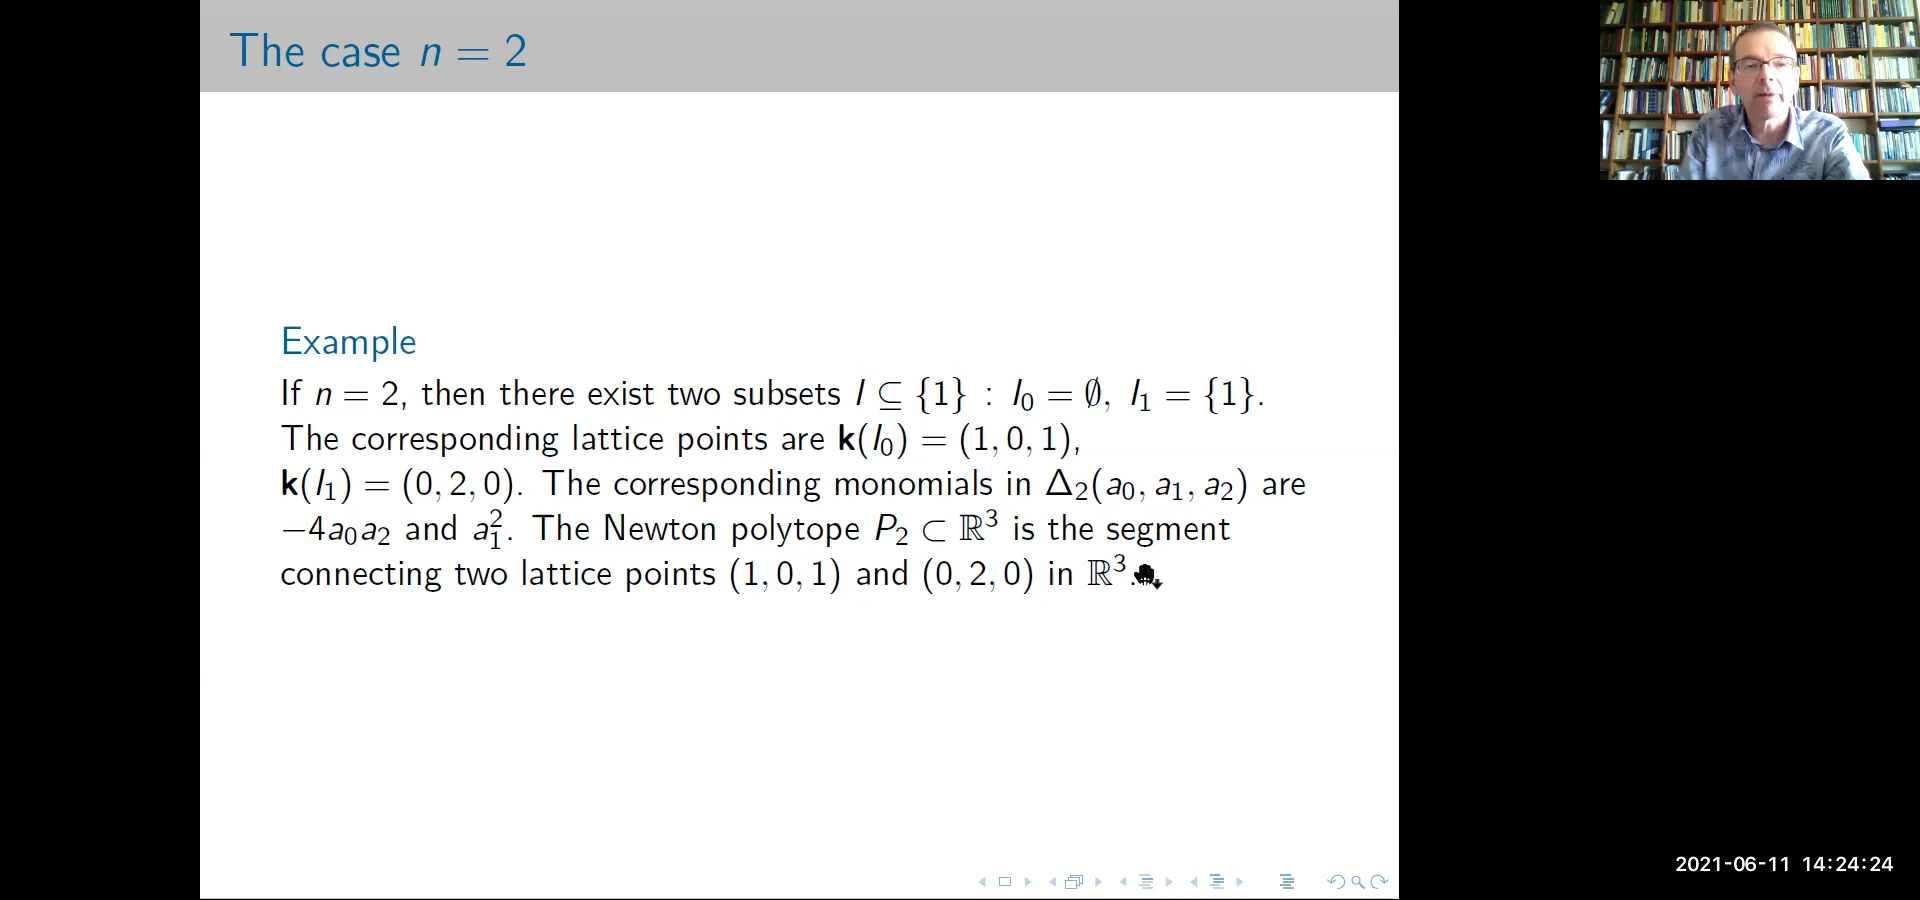 The case n = 2
Example
If n = 2, then there exist two subsets I ⊆ {1} : I₀ = ∅, I₁ = {1}.
The corresponding lattice points are k(I₀) = (1, 0, 1),
k(I₁) = (0, 2, 0). The corresponding monomials in Δ₂(a₀, a₁, a₂) are
−4a₀a₂ and a₁². The Newton polytope P₂ ⊂ ℝ³ is the segment
connecting two lattice points (1, 0, 1) and (0, 2, 0) in ℝ³.
2021-06-11 14:24:24